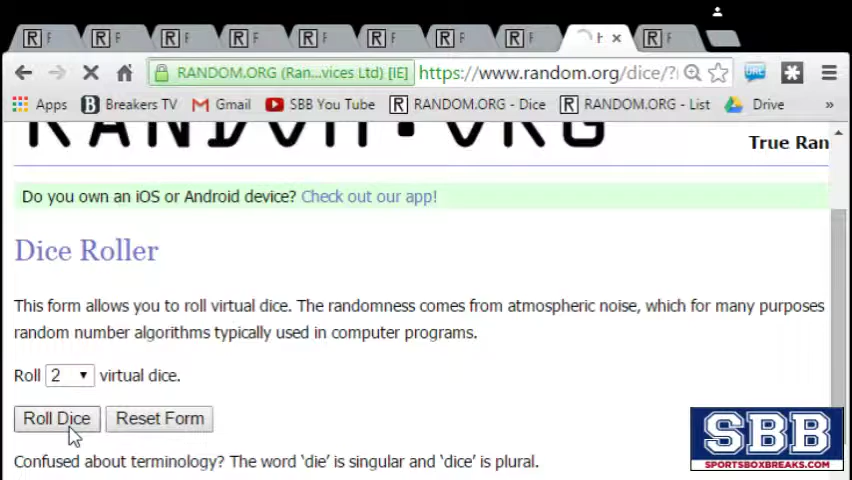 R F R F R F R F R F R F R F R F F R F
RANDOM.ORG (Ran...vices Ltd) [IE] https://www.random.org/dice/?
URL
Apps Breakers TV Gmail SBB You Tube RANDOM.ORG - Dice RANDOM.ORG - List Drive »
RANDOM.ORG
True Ran
Do you own an iOS or Android device? Check out our app!
Dice Roller
This form allows you to roll virtual dice. The randomness comes from atmospheric noise, which for many purposes
random number algorithms typically used in computer programs.
Roll 2 virtual dice.
Roll Dice Reset Form
Confused about terminology? The word ‘die’ is singular and ‘dice’ is plural.
SBB
SPORTSBOXBREAKS.COM